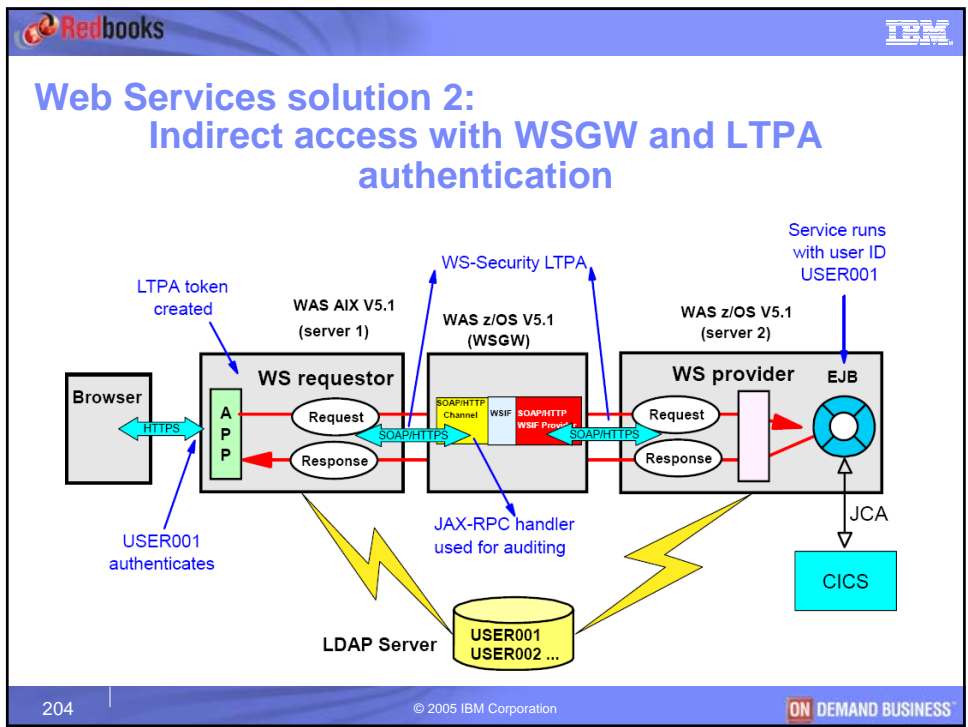 Redbooks
IBM
Web Services solution 2:
Indirect access with WSGW and LTPA
authentication
Service runs
with user ID
USER001
WS-Security LTPA
LTPA token
created
WAS AIX V5.1
(server 1)
WAS z/OS V5.1
(WSGW)
WAS z/OS V5.1
(server 2)
WS requestor
WS provider
EJB
Browser
HTTPS
A
P
P
Request
Response
SOAP/HTTPS
SOAP/HTTP
Channel
WSIF
SOAP/HTTP
WSIF Provider
SOAP/HTTPS
Request
Response
JCA
USER001
authenticates
JAX-RPC handler
used for auditing
CICS
LDAP Server
USER001
USER002 ...
204
© 2005 IBM Corporation
ON DEMAND BUSINESS™